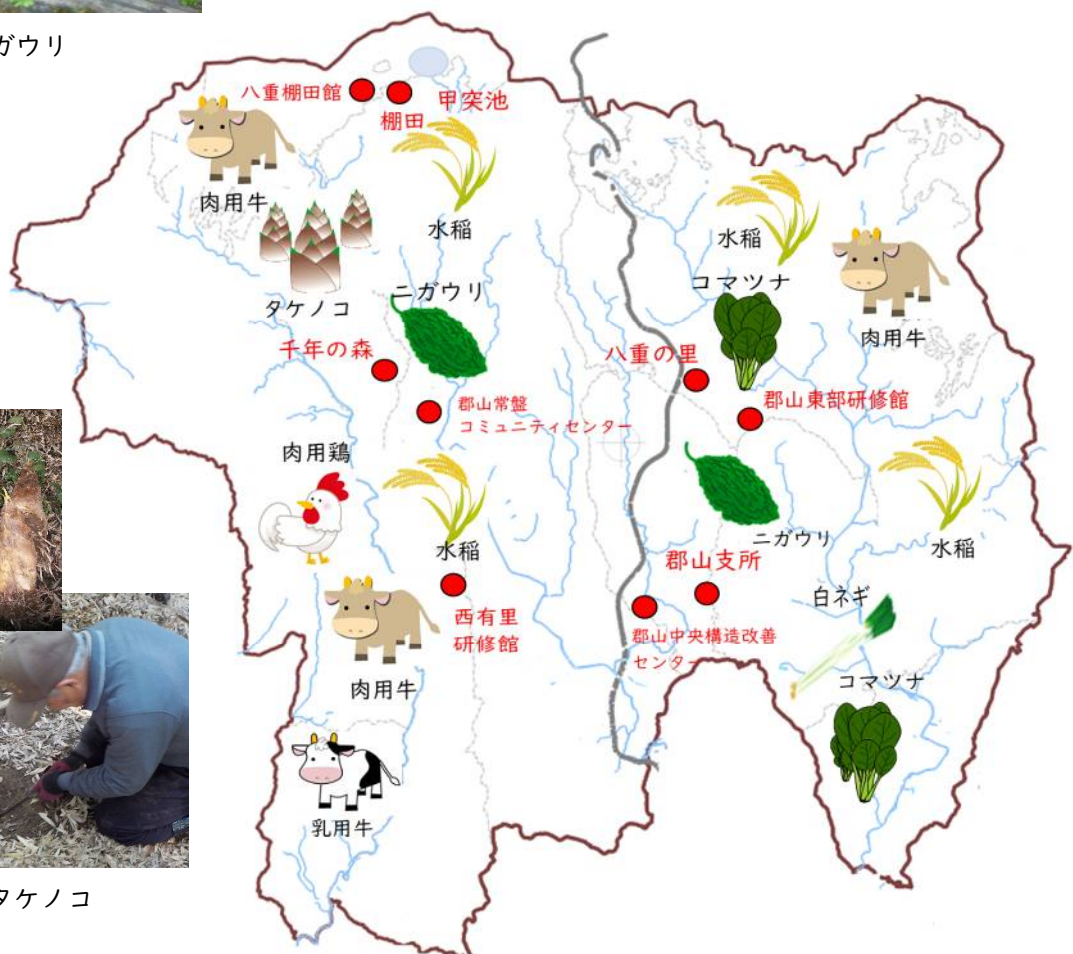 ガウリ
八重棚田館
棚田
甲突池
肉用牛
水稲
タケノコ
ニガウリ
千年の森
郡山常盤
コミュニティセンター
肉用鶏
水稲
西有里
研修館
肉用牛
乳用牛
水稲
コマツナ
肉用牛
八重の里
郡山東部研修館
ニガウリ
水稲
郡山支所
郡山中央構造改善
センター
白ネギ
コマツナ
タケノコ